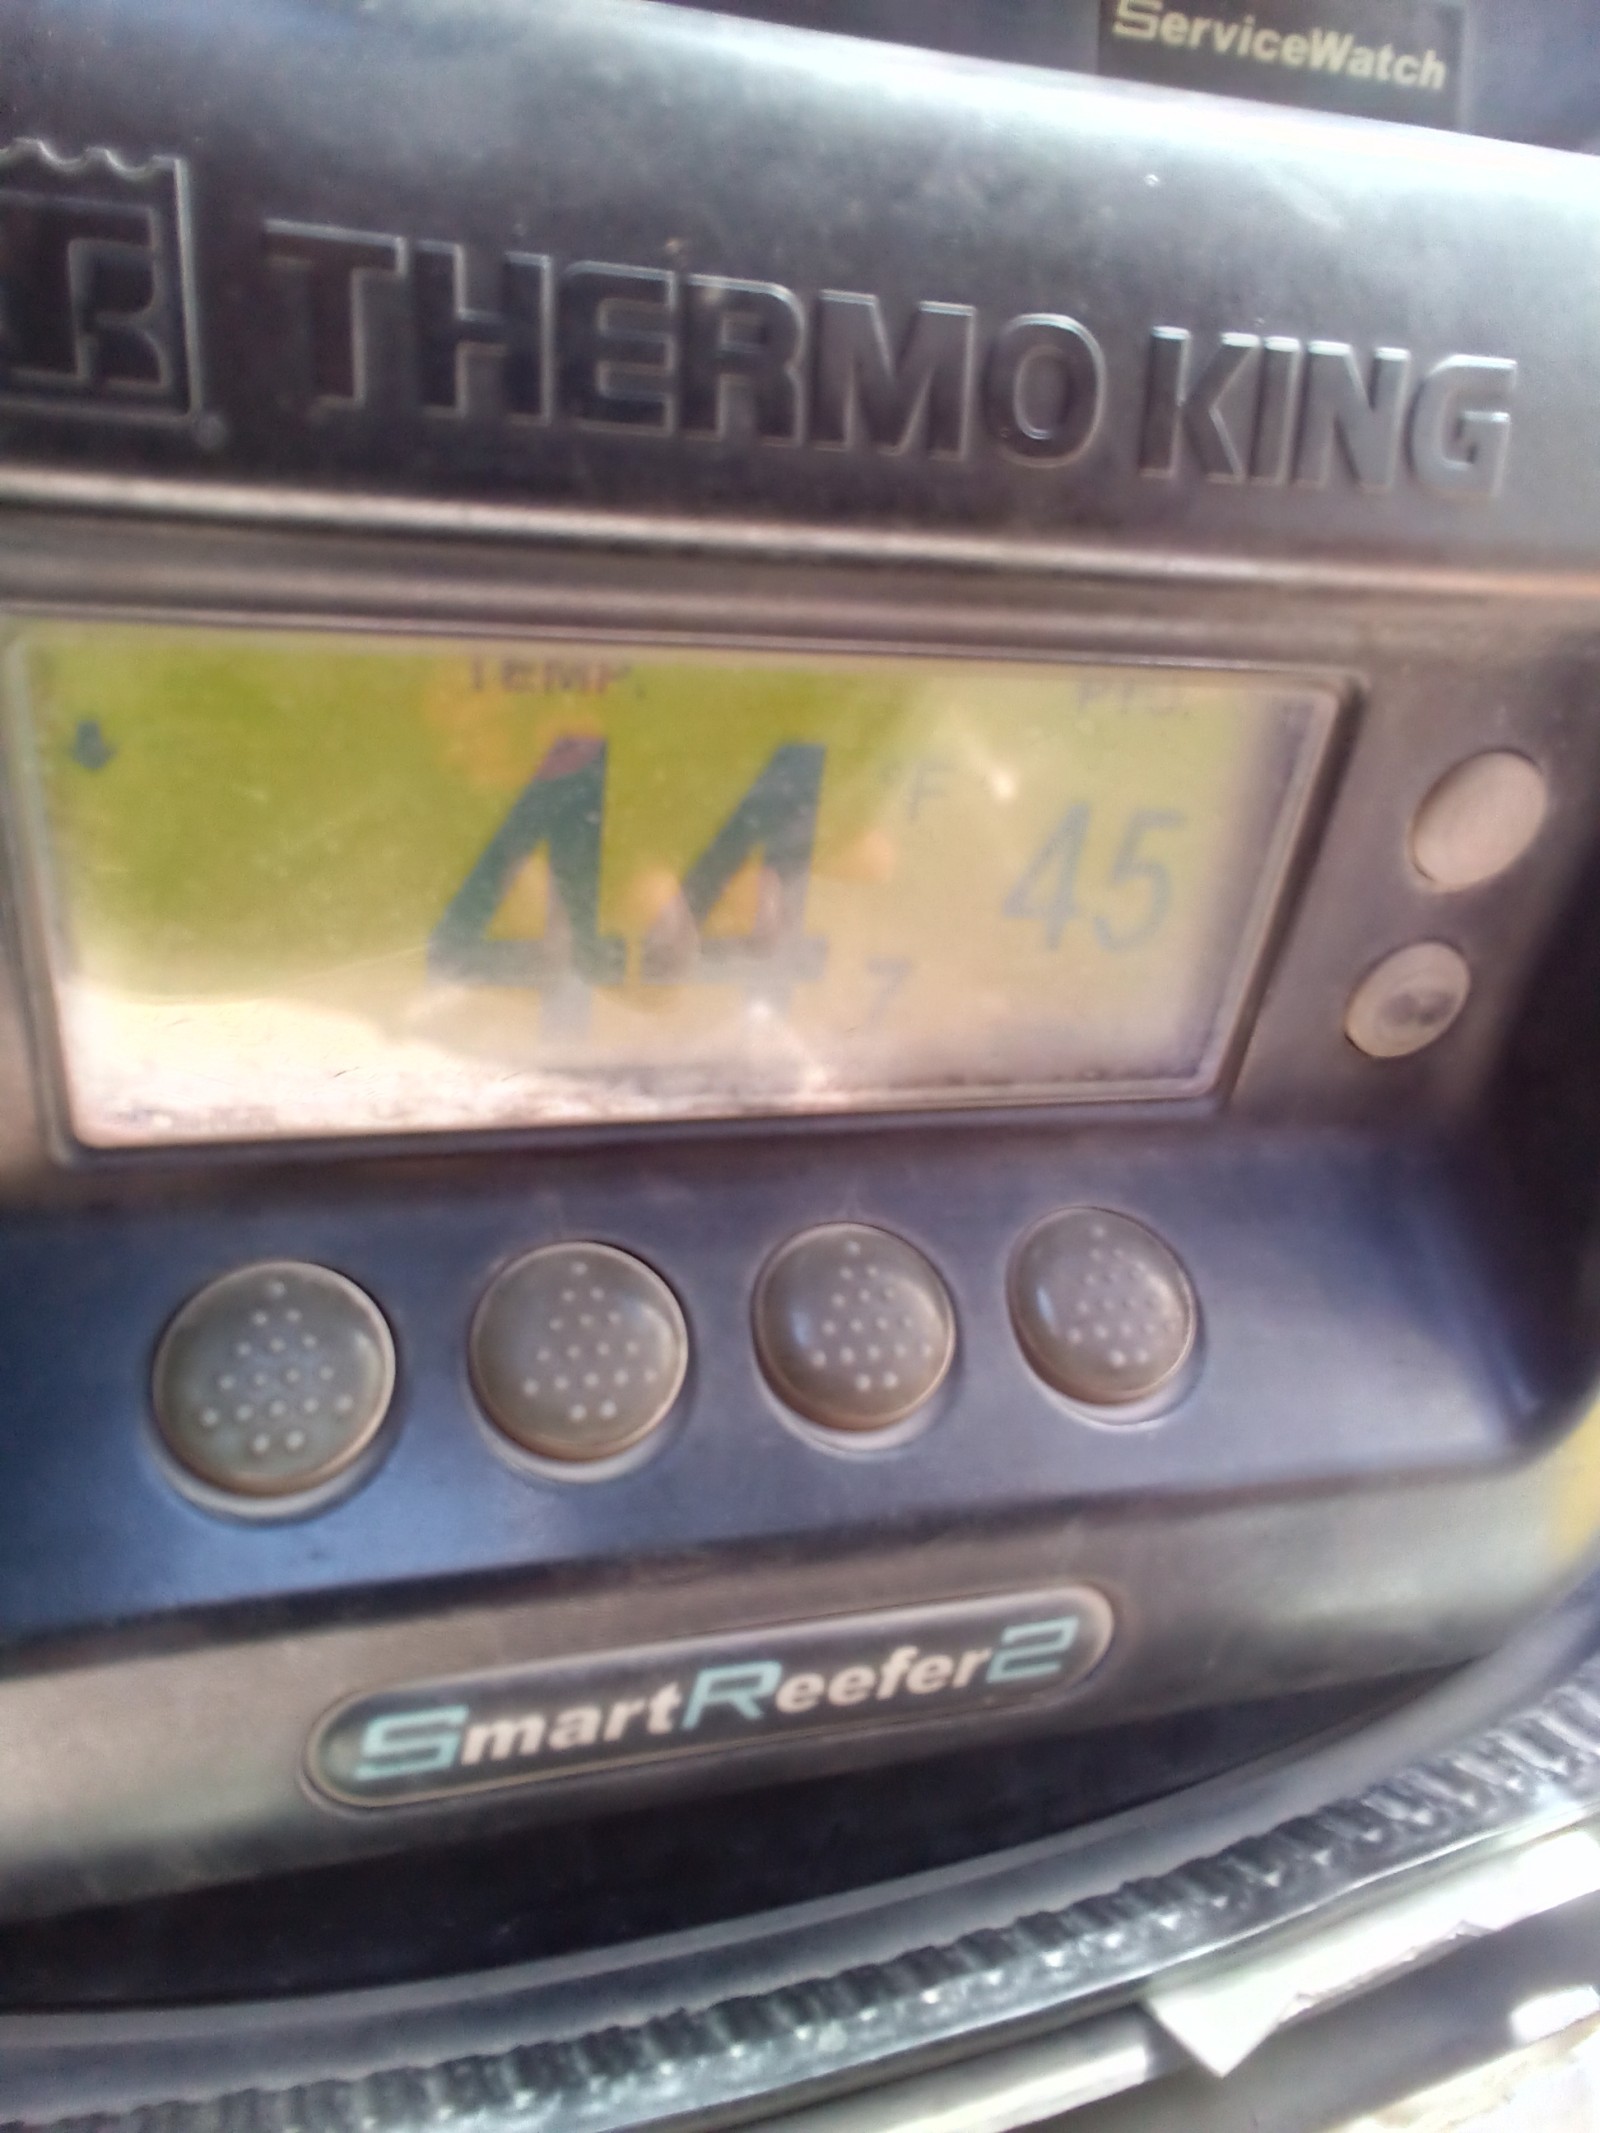 ServiceWatch
THERMO KING
TEMP.
44.7 °F 45
SmartReefer2